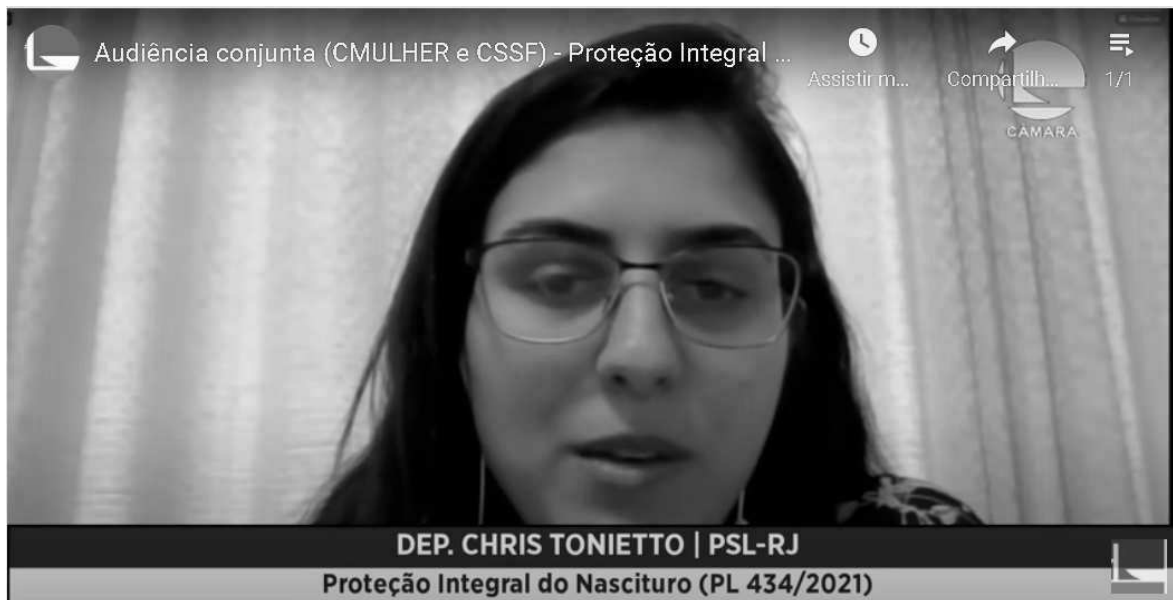 Audiência conjunta (CMULHER e CSSF) - Proteção Integral ...
Assistir m...
Compartilh...
1/1
CÂMARA
DEP. CHRIS TONIETTO | PSL-RJ
Proteção Integral do Nascituro (PL 434/2021)